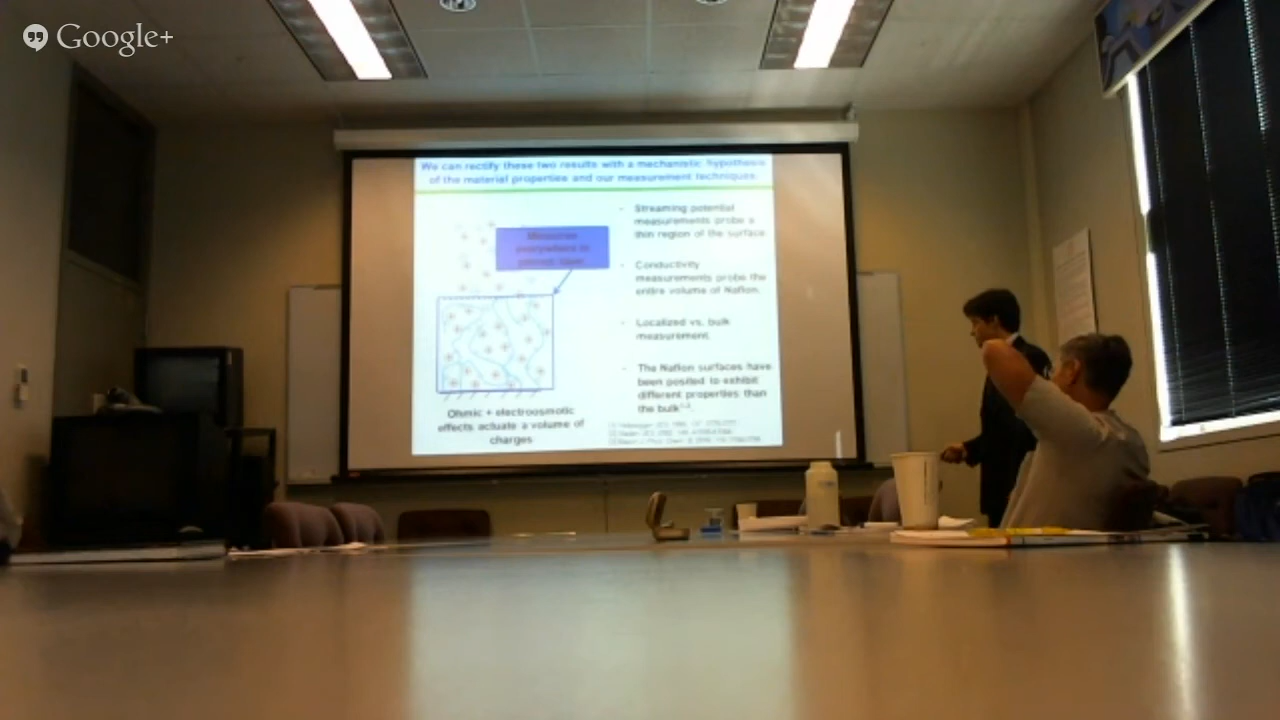 Google+
We can rectify these two results with a mechanistic hypothesis
of the material properties and our measurement techniques.
Measures
everywhere in
- Streaming potential
measurements probe a
thin region of the surface
- Conductivity
measurements probe the
entire volume of Nafion.
- Localized vs. bulk
measurement.
- The Nafion surfaces have
been posited to exhibit
different properties than
the bulk
Ohmic + electroosmotic
effects actuate a volume of
charges